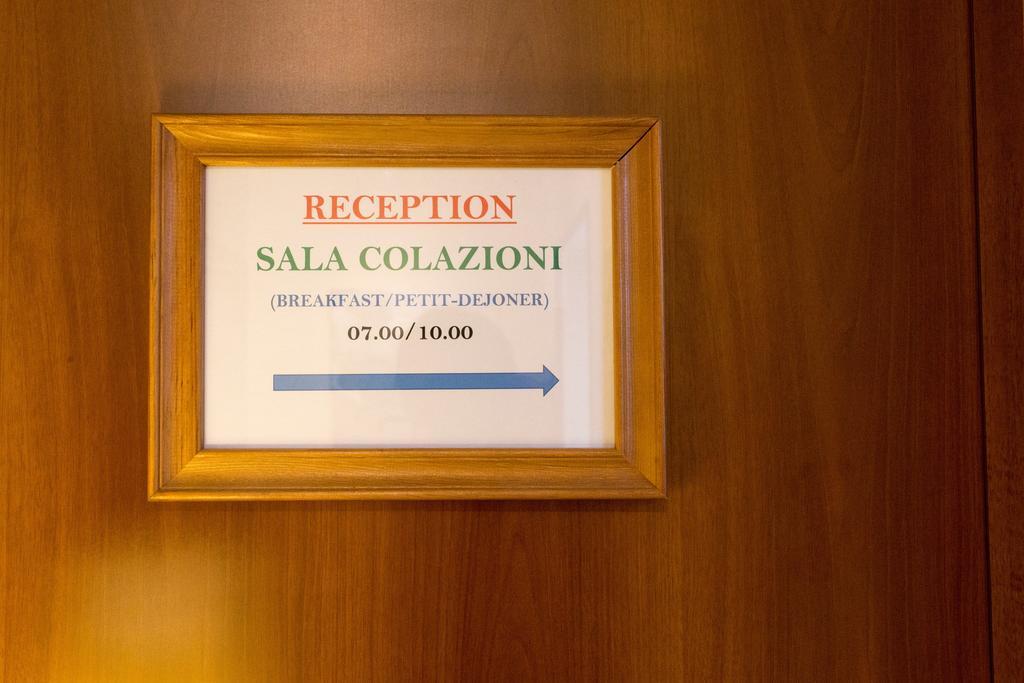 RECEPTION
SALA COLAZIONI
(BREAKFAST/PETIT-DEJONER)
07.00/10.00